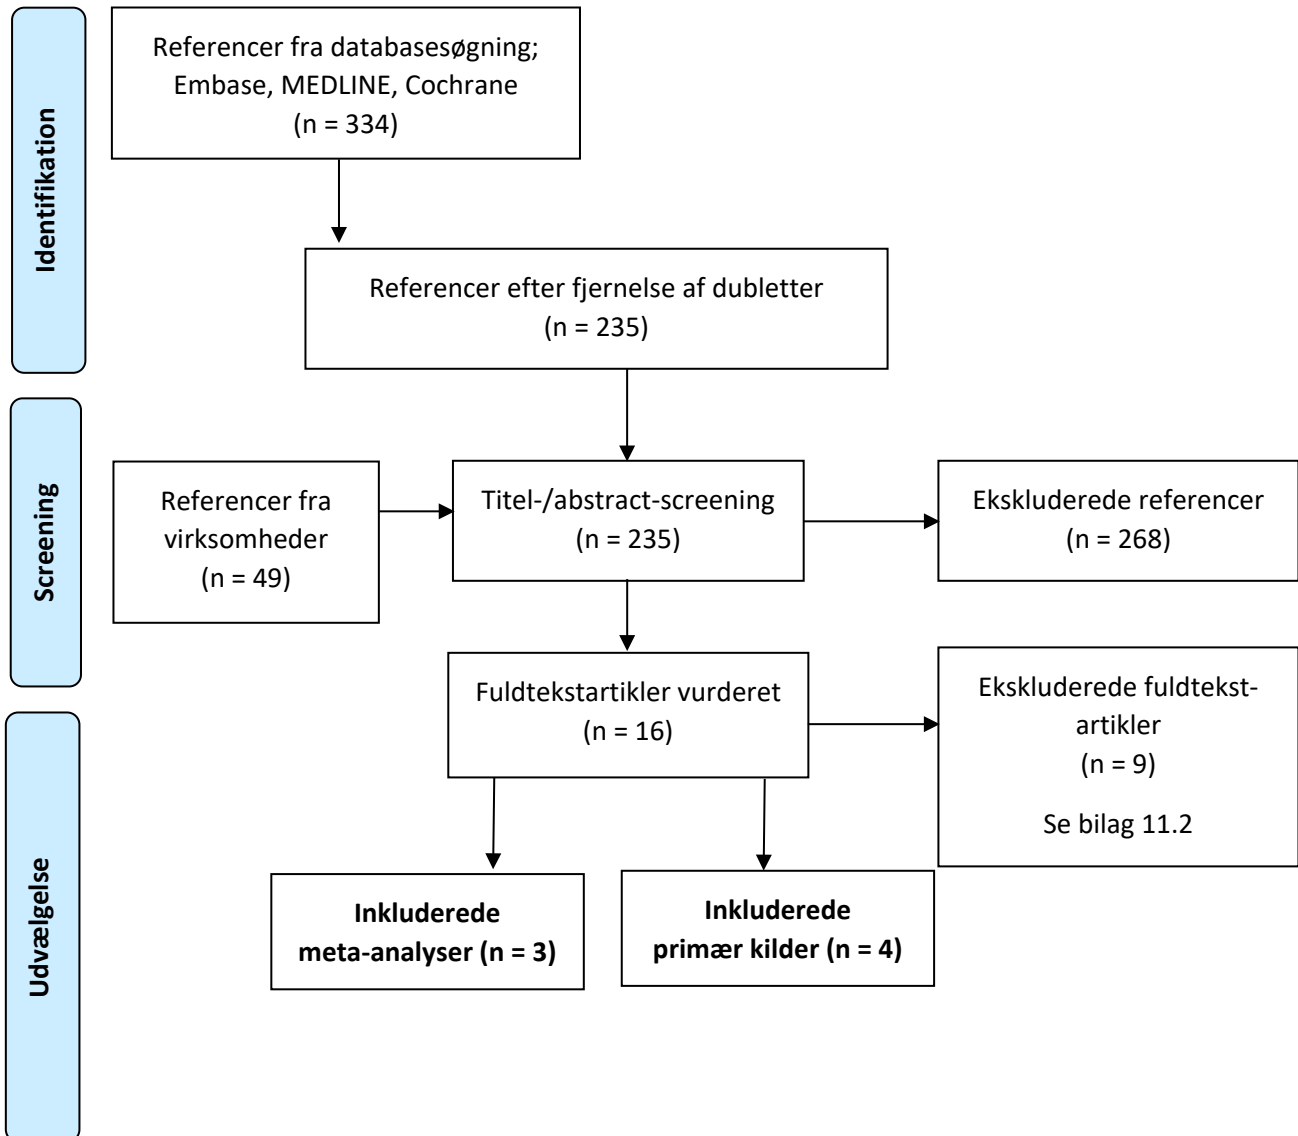 Identifikation
Referencer fra databasesøgning;
Embase, MEDLINE, Cochrane
(n = 334)
Referencer efter fjernelse af dubletter
(n = 235)
Screening
Referencer fra
virksomheder
(n = 49)
Titel-/abstract-screening
(n = 235)
Ekskluderede referencer
(n = 268)
Fuldtekstartikler vurderet
(n = 16)
Ekskluderede fuldtekst-
artikler
(n = 9)
Se bilag 11.2
Udvælgelse
Inkluderede
meta-analyser (n = 3)
Inkluderede
primær kilder (n = 4)